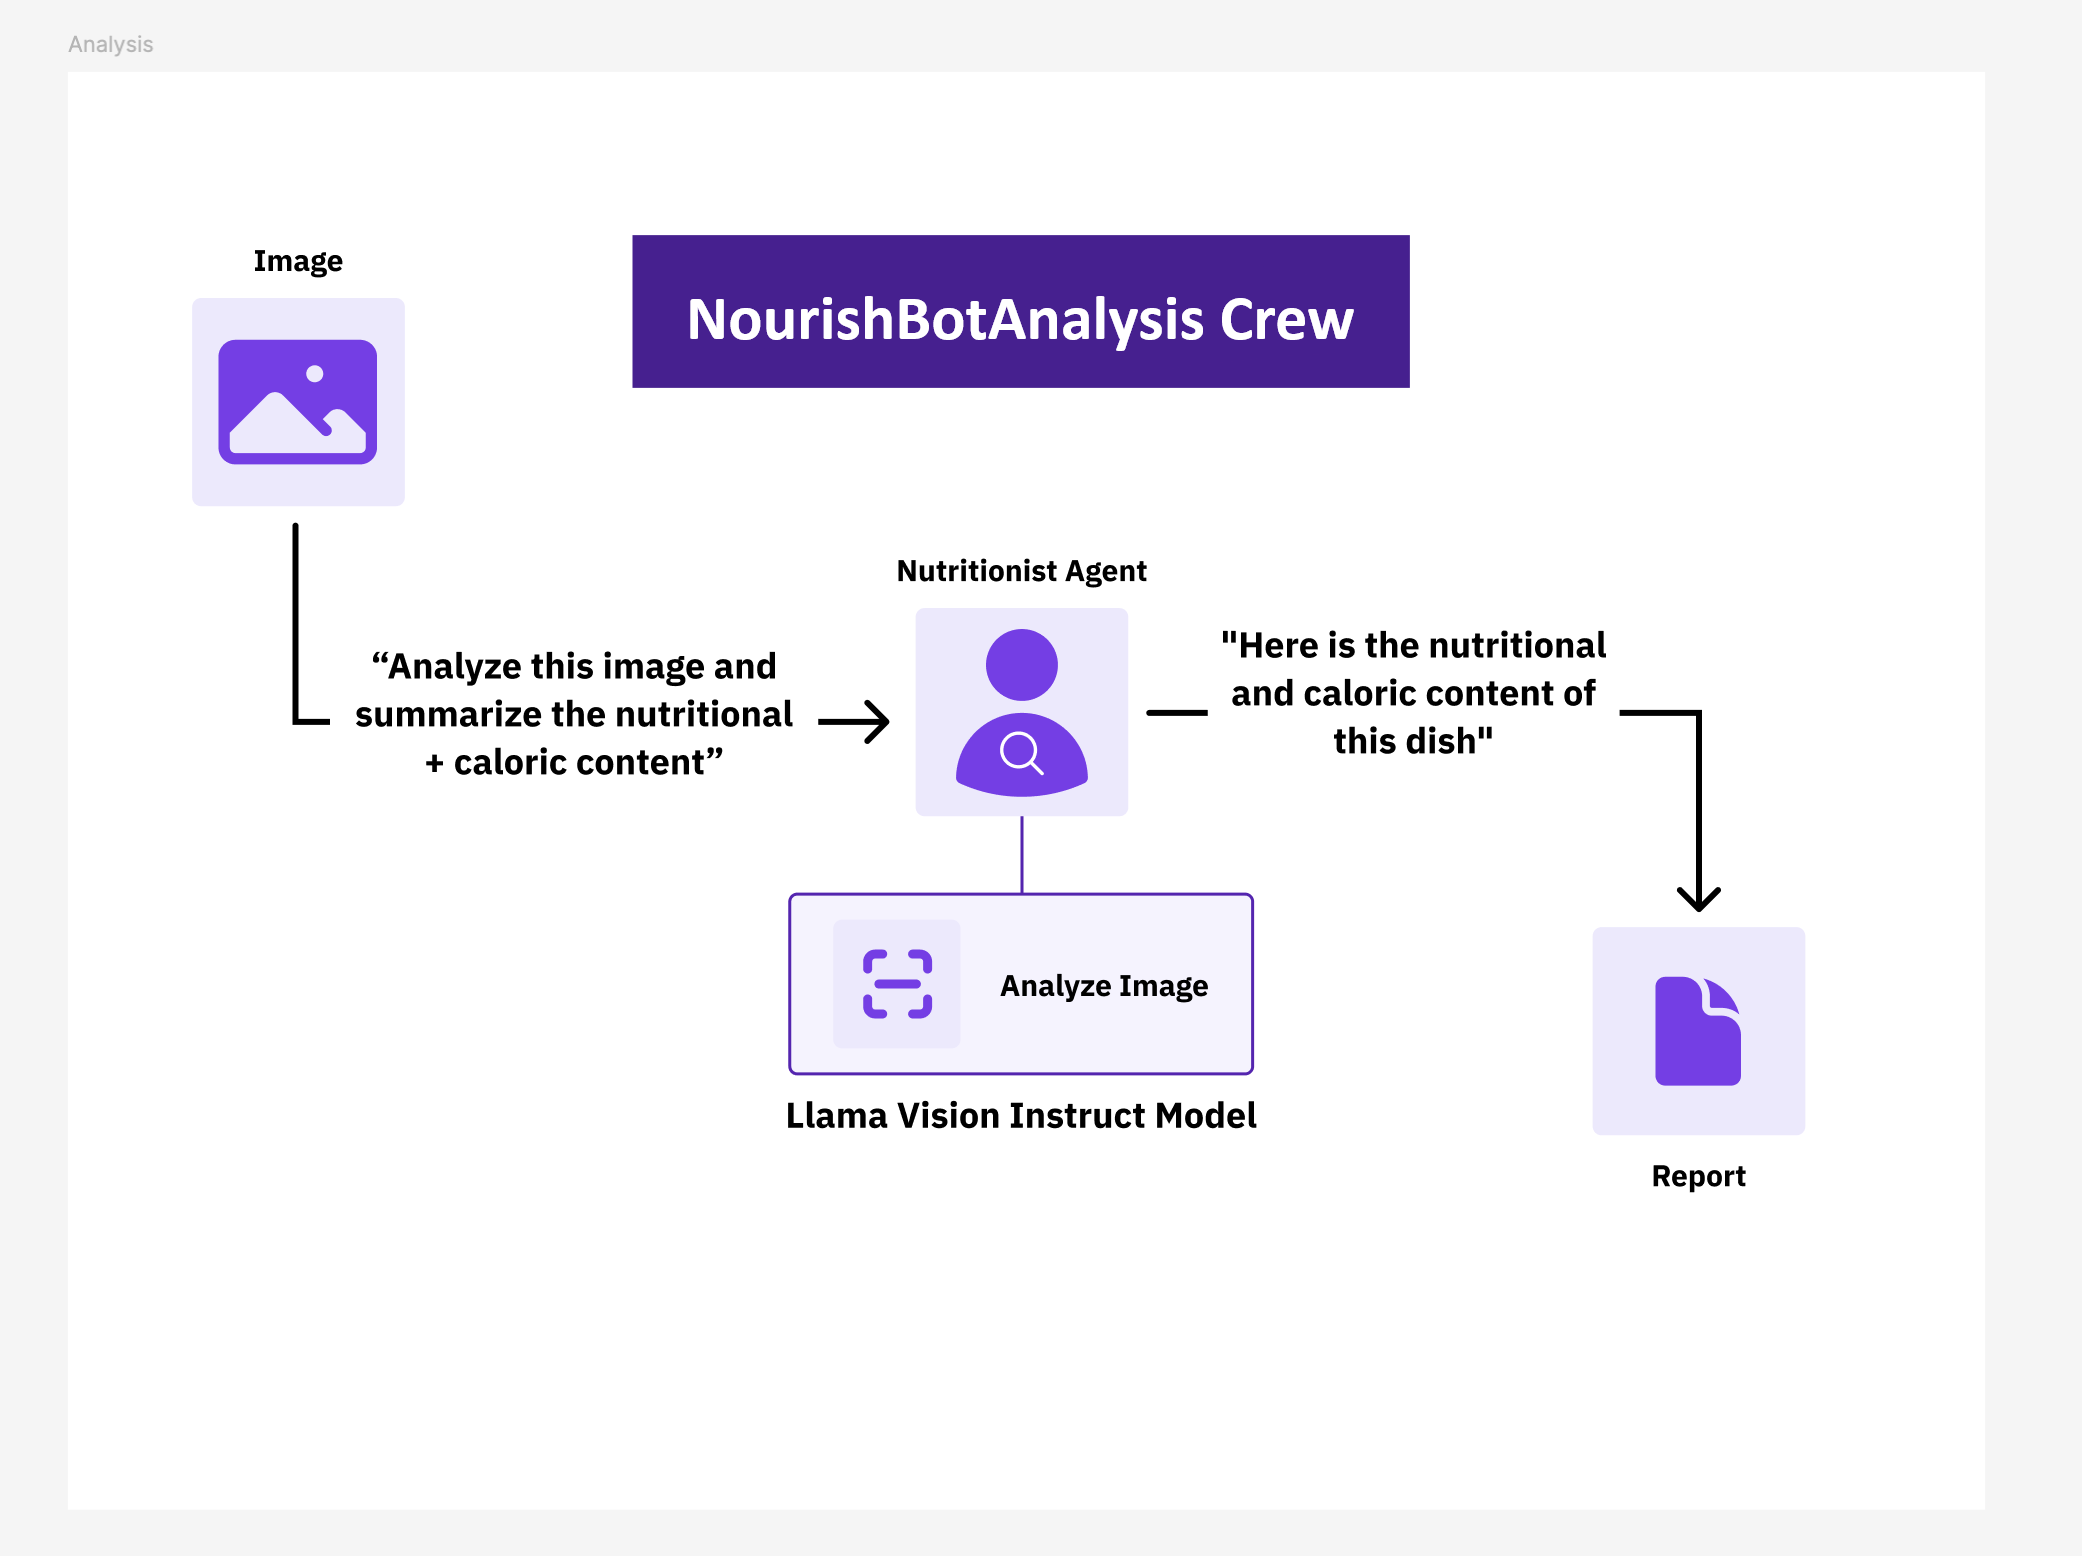 Analysis
NourishBotAnalysis Crew
Image
“Analyze this image and
summarize the nutritional
+ caloric content”
Nutritionist Agent
"Here is the nutritional
and caloric content of
this dish"
Analyze Image
Llama Vision Instruct Model
Report